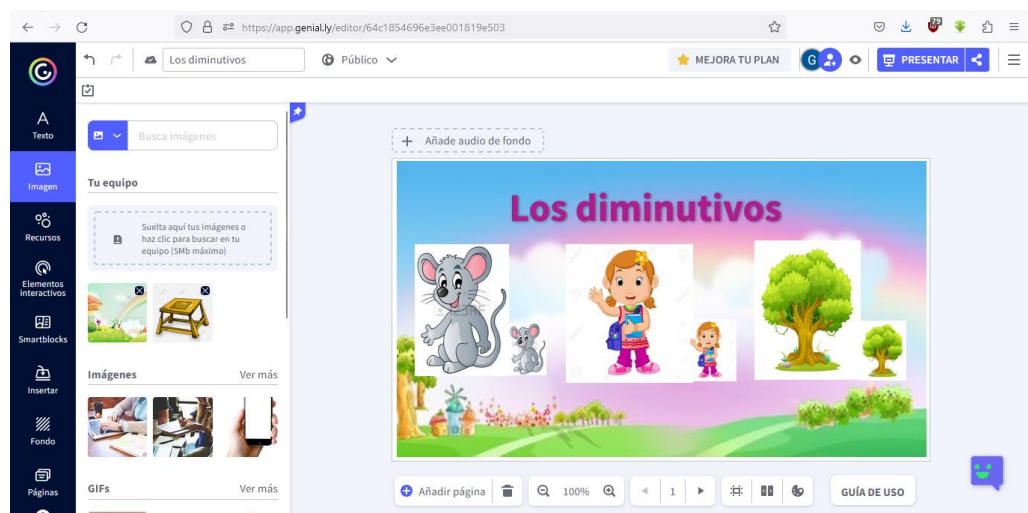 https://app.genial.ly/editor/64c1854696e3ee001819e503
79
Los diminutivos
Público
MEJORA TU PLAN
G
PRESENTAR
Texto
Imagen
Recursos
Elementos
interactivos
Smartblocks
Insertar
Fondo
Páginas
Busca imágenes
Tu equipo
Suelta aquí tus imágenes o
haz clic para buscar en tu
equipo (5Mb máximo)
Imágenes
Ver más
GIFs
Ver más
+ Añade audio de fondo
Los diminutivos
Añadir página
100%
1
GUÍA DE USO